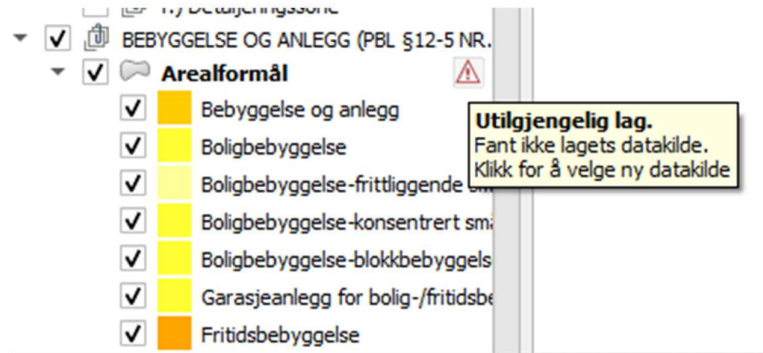 BEBYGGELSE OG ANLEGG (PBL §12-5 NR.
Arealformål
Bebyggelse og anlegg
Boligbebyggelse
Boligbebyggelse-frittliggende
Boligbebyggelse-konsentrert små
Boligbebyggelse-blokkbebyggels
Garasjeanlegg for bolig-/fritidsbe
Fritidsbebyggelse
Utilgjengelig lag.
Fant ikke lagets datakilde.
Klikk for å velge ny datakilde